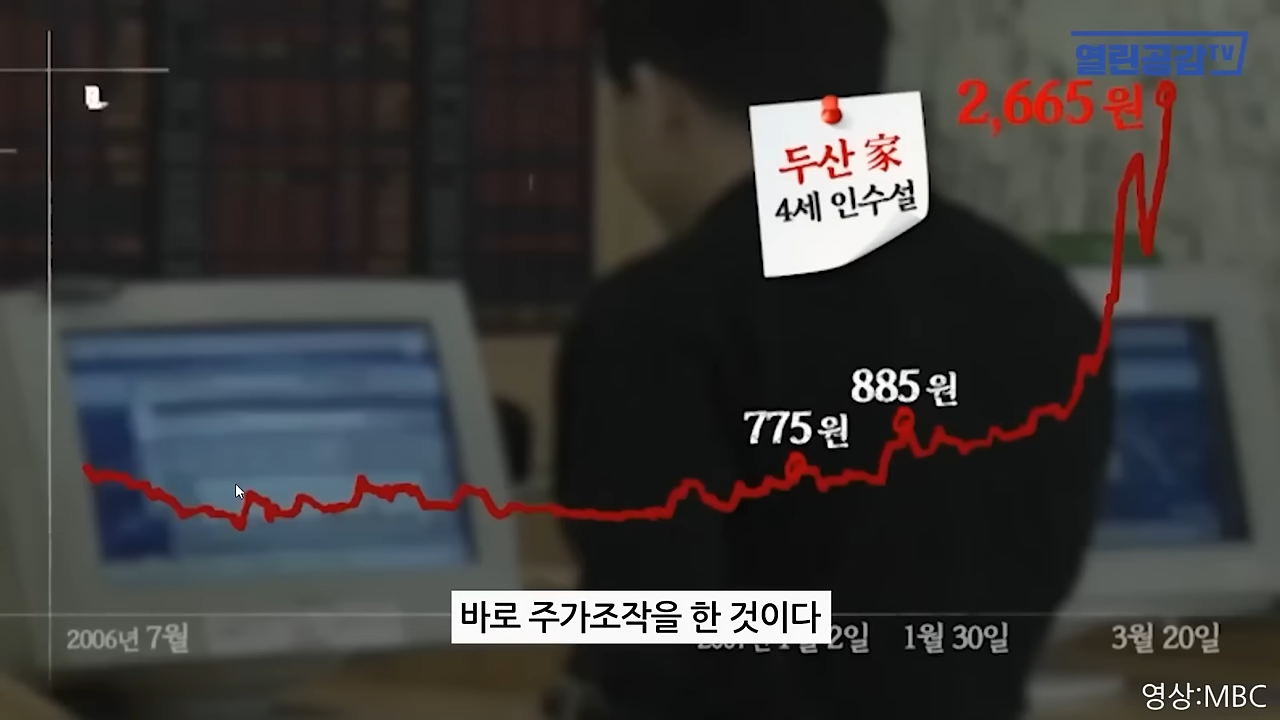 열린공감TV
2,665원
두산 家
4세 인수설
885원
775원
바로 주가조작을 한 것이다
2006년 7월
2일
1월 30일
3월 20일
영상:MBC